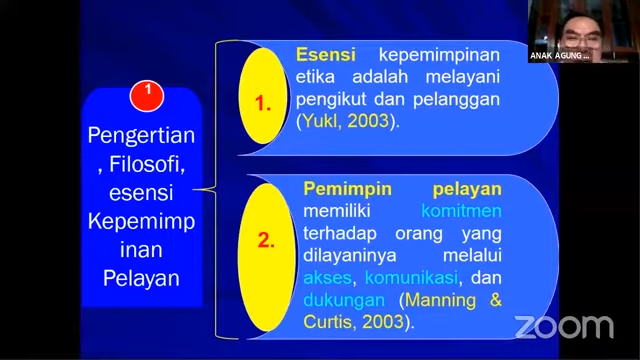 1
Pengertian
, Filosofi,
esensi
Kepemimp
inan
Pelayan
1.
Esensi kepemimpinan
etika adalah melayani
pengikut dan pelanggan
(Yukl, 2003).
2.
Pemimpin pelayan
memiliki komitmen
terhadap orang yang
dilayaninya melalui
akses, komunikasi, dan
dukungan (Manning &
Curtis, 2003).
ANAK AGUNG
zoom